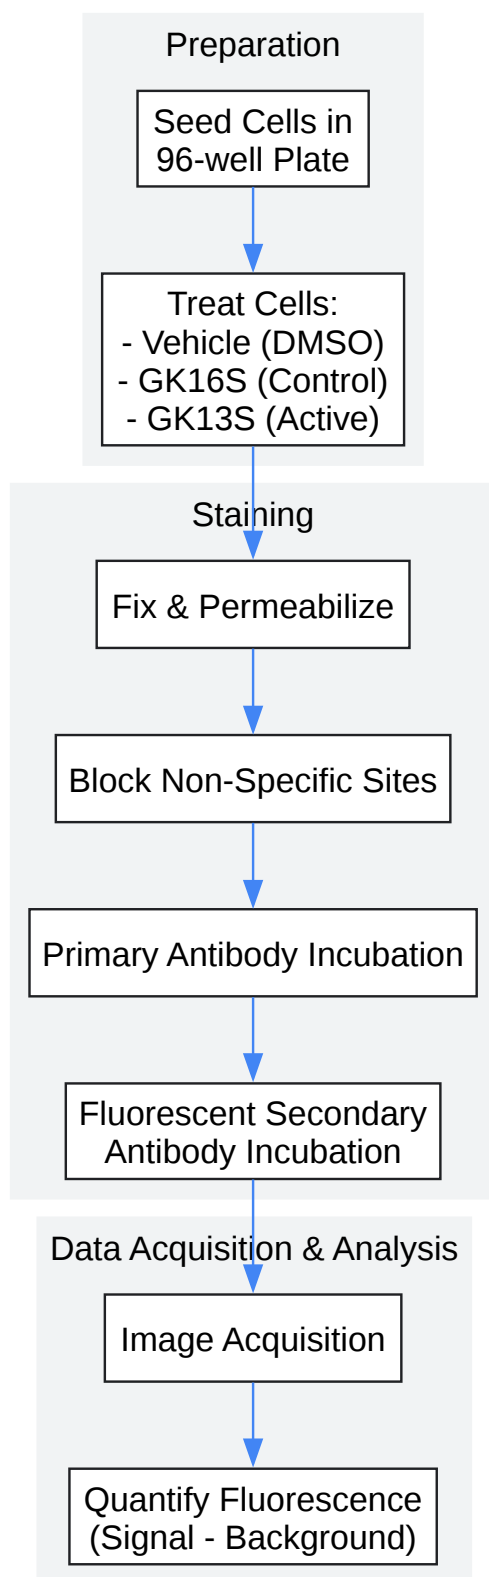 Preparation
Seed Cells in
96-well Plate
Treat Cells:
- Vehicle (DMSO)
- GK16S (Control)
- GK13S (Active)
Staining
Fix & Permeabilize
Block Non-Specific Sites
Primary Antibody Incubation
Fluorescent Secondary
Antibody Incubation
Data Acquisition & Analysis
Image Acquisition
Quantify Fluorescence
(Signal - Background)